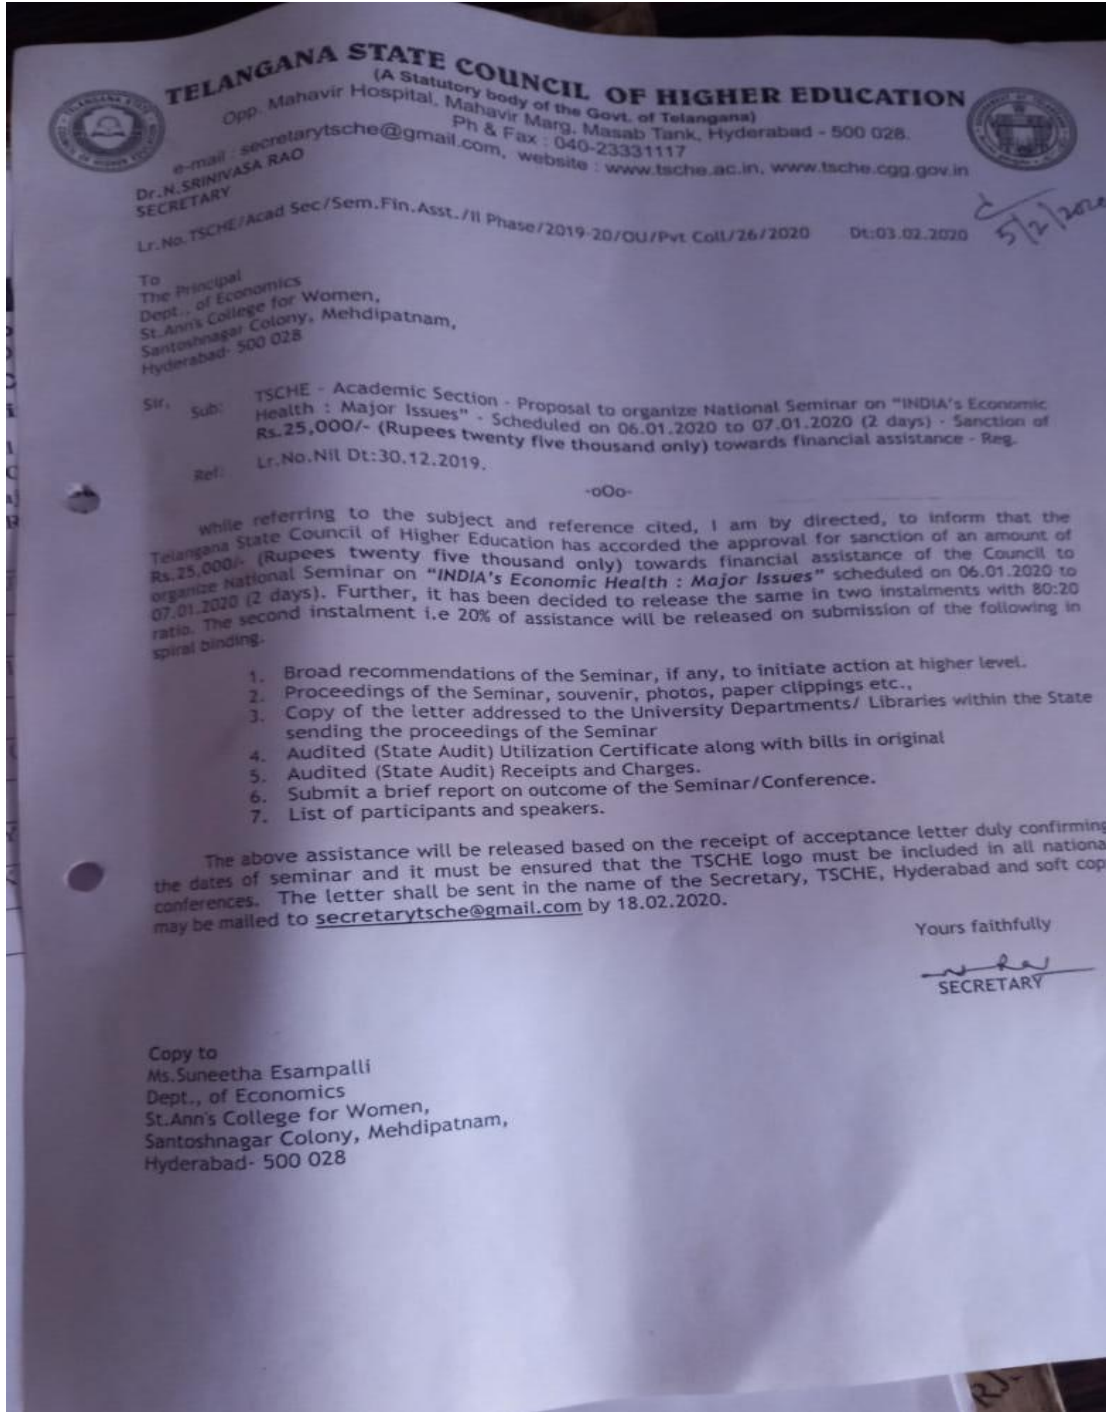 TELANGANA STATE COUNCIL OF HIGHER EDUCATION
(A Statutory body of the Govt. of Telangana)
Opp. Mahavir Hospital, Mahavir Marg, Masab Tank, Hyderabad - 500 028.
Ph & Fax : 040-23331117
e-mail : secretarytsche@gmail.com, website : www.tsche.ac.in, www.tsche.cgg.gov.in
Dr.N.SRINIVASA RAO
SECRETARY
5/2/2020
Lr.No.TSCHE/Acad Sec/Sem.Fin.Asst./II Phase/2019-20/OU/Pvt Coll/26/2020 Dt:03.02.2020
To
The Principal
Dept., of Economics
St.Ann's College for Women,
Santoshnagar Colony, Mehdipatnam,
Hyderabad- 500 028
Sir,
Sub: TSCHE - Academic Section - Proposal to organize National Seminar on "INDIA's Economic
Health : Major Issues" - Scheduled on 06.01.2020 to 07.01.2020 (2 days) - Sanction of
Rs.25,000/- (Rupees twenty five thousand only) towards financial assistance - Reg.
Ref: Lr.No.Nil Dt:30.12.2019.
-oOo-
while referring to the subject and reference cited, I am by directed, to inform that the
Telangana State Council of Higher Education has accorded the approval for sanction of an amount of
Rs.25,000/- (Rupees twenty five thousand only) towards financial assistance of the Council to
organize National Seminar on "INDIA's Economic Health : Major Issues" scheduled on 06.01.2020 to
07.01.2020 (2 days). Further, it has been decided to release the same in two instalments with 80:20
ratio. The second instalment i.e 20% of assistance will be released on submission of the following in
spiral binding.
1. Broad recommendations of the Seminar, if any, to initiate action at higher level.
2. Proceedings of the Seminar, souvenir, photos, paper clippings etc.,
3. Copy of the letter addressed to the University Departments/ Libraries within the State
sending the proceedings of the Seminar
4. Audited (State Audit) Utilization Certificate along with bills in original
5. Audited (State Audit) Receipts and Charges.
6. Submit a brief report on outcome of the Seminar/Conference.
7. List of participants and speakers.
The above assistance will be released based on the receipt of acceptance letter duly confirming
the dates of seminar and it must be ensured that the TSCHE logo must be included in all nationa
conferences. The letter shall be sent in the name of the Secretary, TSCHE, Hyderabad and soft cop
may be mailed to secretarytsche@gmail.com by 18.02.2020.
Yours faithfully
SECRETARY
Copy to
Ms.Suneetha Esampalli
Dept., of Economics
St.Ann's College for Women,
Santoshnagar Colony, Mehdipatnam,
Hyderabad- 500 028